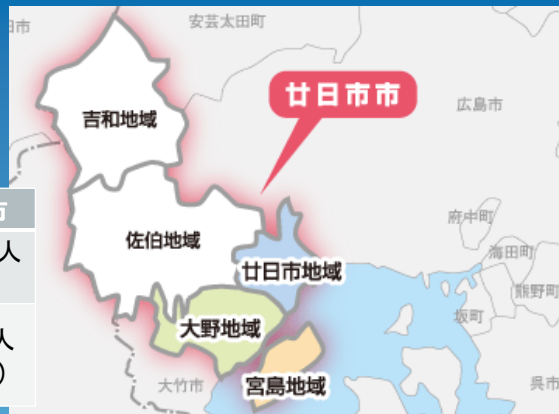 日市
安芸太田町
廿日市市
広島市
吉和地域
市
人
佐伯地域
府中町
海田町
廿日市地域
熊野町
坂町
大野地域
人
)
大竹市
宮島地域
呉市